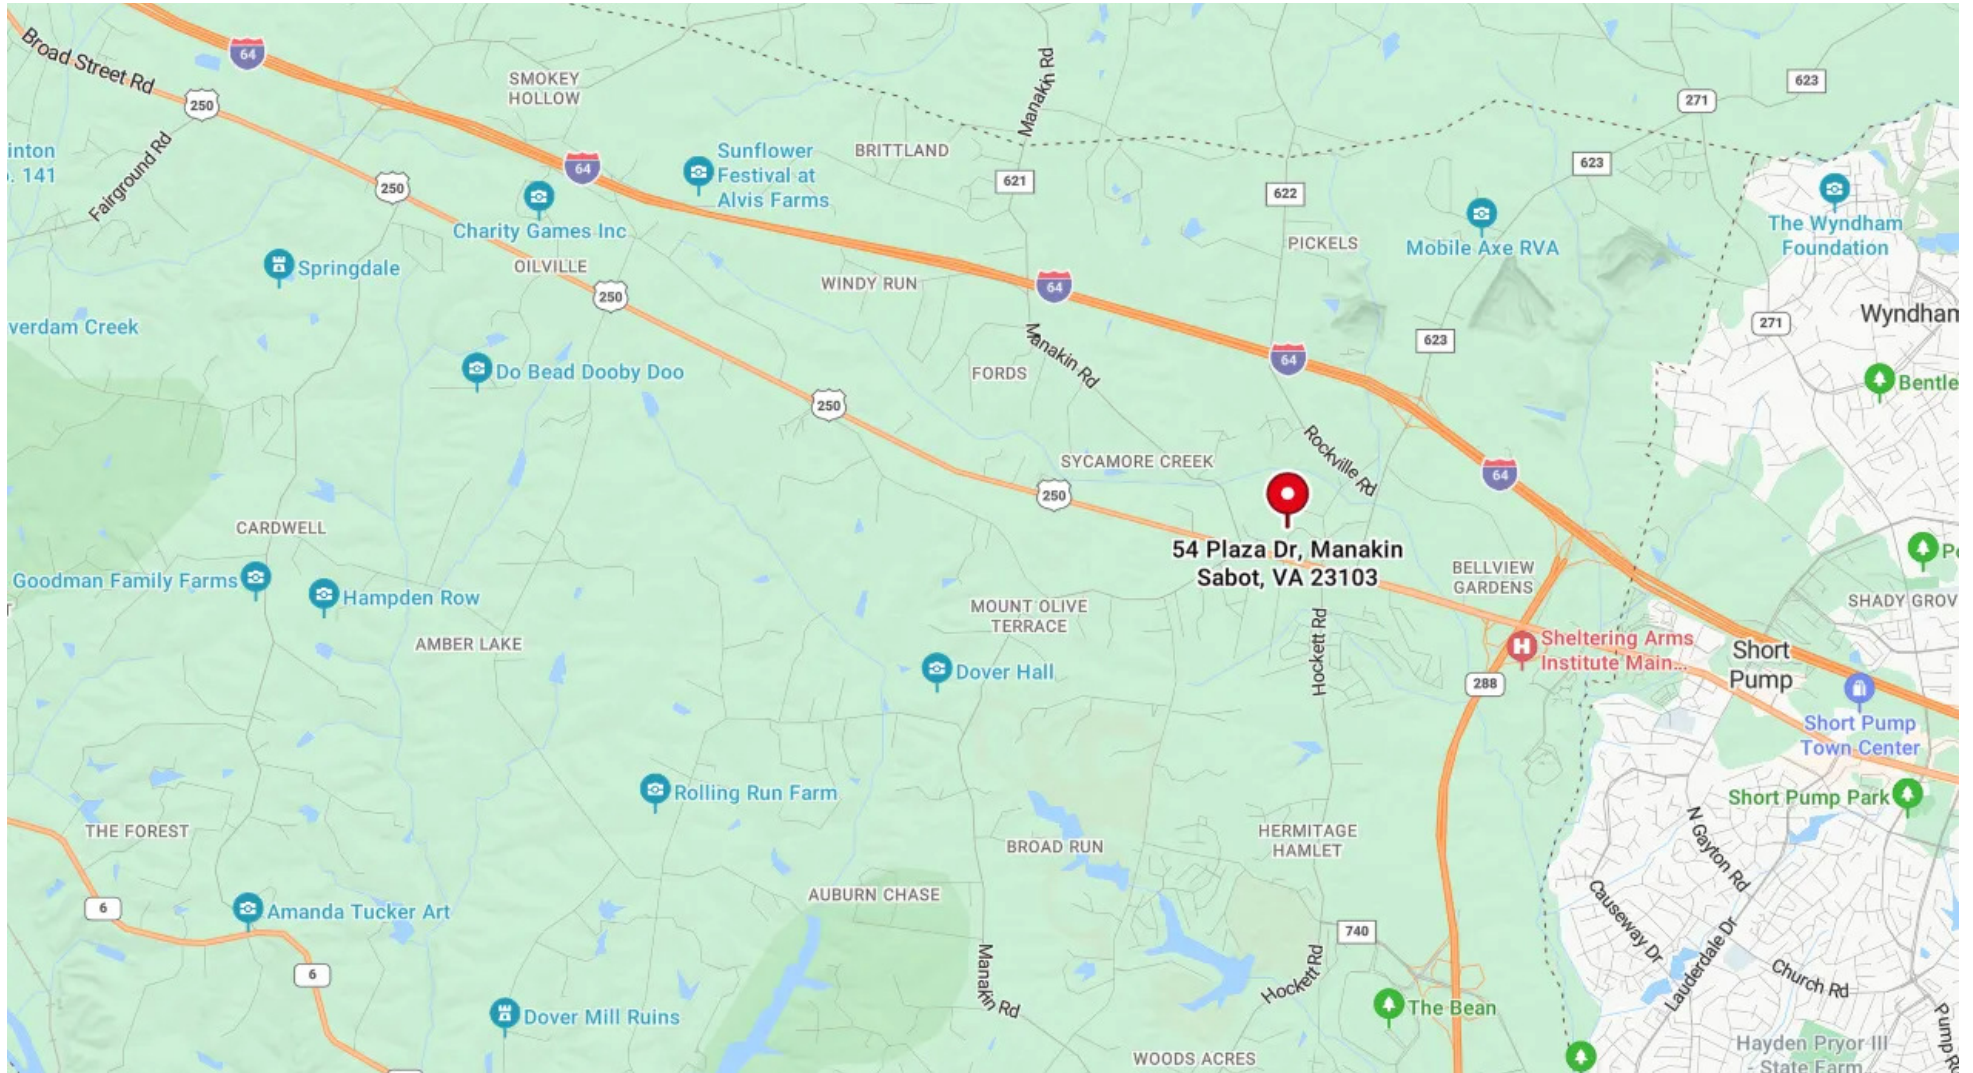 Broad Street Rd
64
250
SMOKEY
HOLLOW
Manakin Rd
623
271
Fairground Rd
inton
. 141
64
250
Sunflower
Festival at
Alvis Farms
BRITTLAND
621
622
623
Charity Games Inc
Springdale
OILVILLE
250
WINDY RUN
64
PICKELS
Mobile Axe RVA
The Wyndham
Foundation
verdam Creek
Do Bead Dooby Doo
Manakin Rd
FORDS
64
623
271
Wyndham
Bentle
250
SYCAMORE CREEK
Rockville Rd
64
250
CARDWELL
54 Plaza Dr, Manakin
Sabot, VA 23103
BELLVIEW
GARDENS
Goodman Family Farms
Hampden Row
MOUNT OLIVE
TERRACE
Hockett Rd
SHADY GROV
AMBER LAKE
Dover Hall
Sheltering Arms
Institute Main...
Short
Pump
288
Short Pump
Town Center
Rolling Run Farm
Short Pump Park
THE FOREST
BROAD RUN
HERMITAGE
HAMLET
N Gayton Rd
AUBURN CHASE
6
Amanda Tucker Art
740
Causeway Dr
6
Manakin Rd
Hockett Rd
Lauderdale Dr
Church Rd
Dover Mill Ruins
The Bean
WOODS ACRES
Hayden Pryor III
- State Farm...
Pump